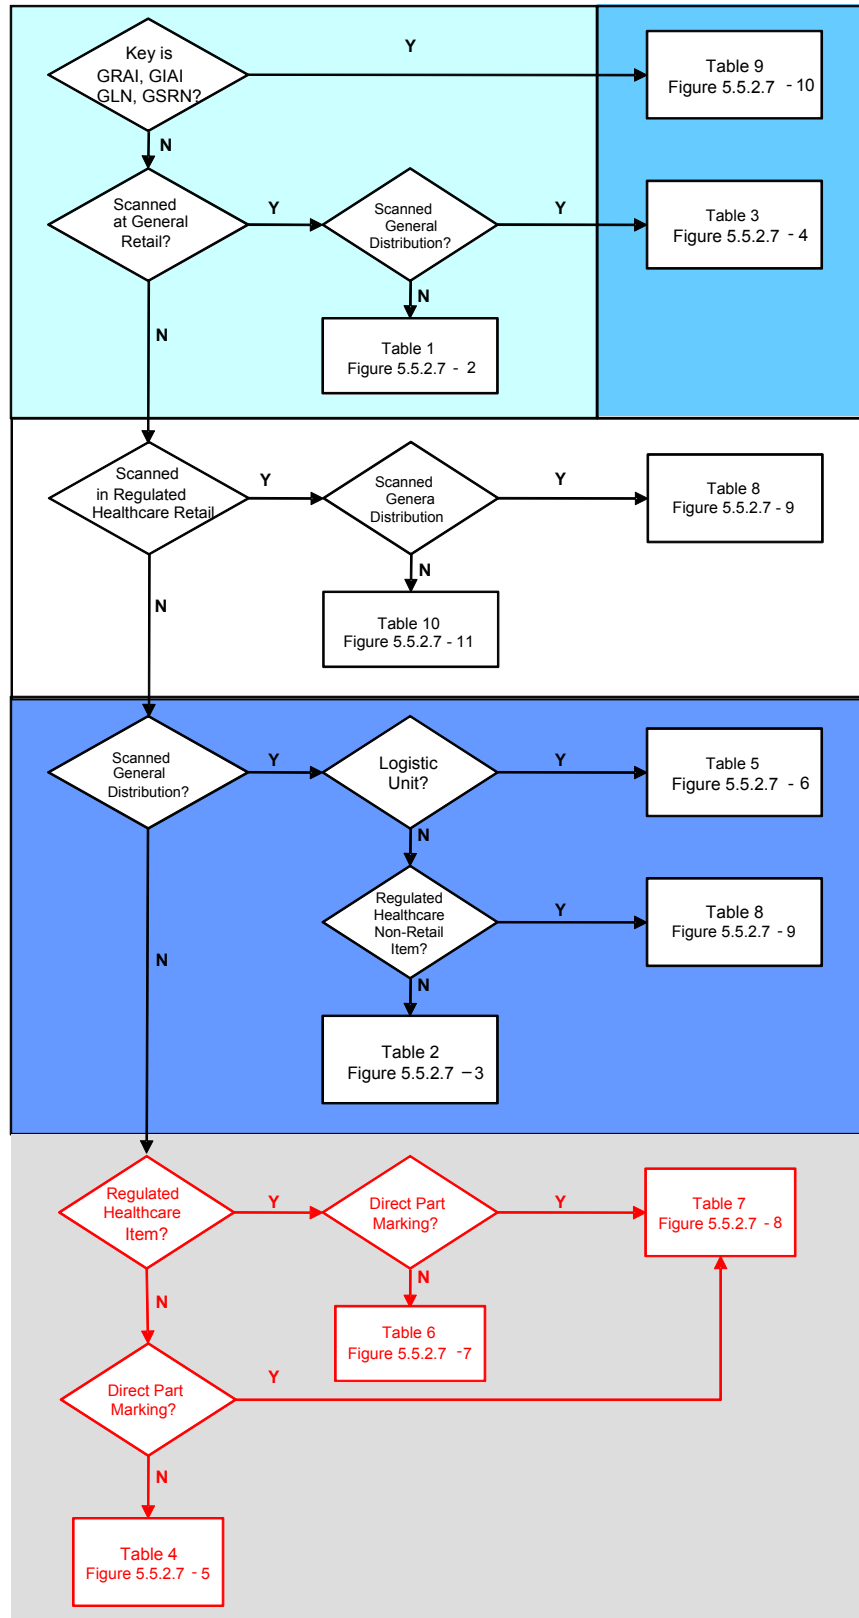 Key is
GRAI, GIAI
GLN, GSRN?
Y
Table 9
Figure 5.5.2.7 - 10
N
Scanned
at General
Retail?
Y
Scanned
General
Distribution?
Y
Table 3
Figure 5.5.2.7 - 4
N
N
Table 1
Figure 5.5.2.7 - 2
Scanned
in Regulated
Healthcare Retail
Y
Scanned
Genera
Distribution
Y
Table 8
Figure 5.5.2.7 - 9
N
N
Table 10
Figure 5.5.2.7 - 11
Scanned
General
Distribution?
Y
Logistic
Unit?
Y
Table 5
Figure 5.5.2.7 - 6
N
Regulated
Healthcare
Non-Retail
Item?
Y
Table 8
Figure 5.5.2.7 - 9
N
N
Table 2
Figure 5.5.2.7 – 3
Regulated
Healthcare
Item?
Y
Direct Part
Marking?
Y
Table 7
Figure 5.5.2.7 - 8
N
N
Table 6
Figure 5.5.2.7 -7
Direct Part
Marking?
Y
N
Table 4
Figure 5.5.2.7 - 5